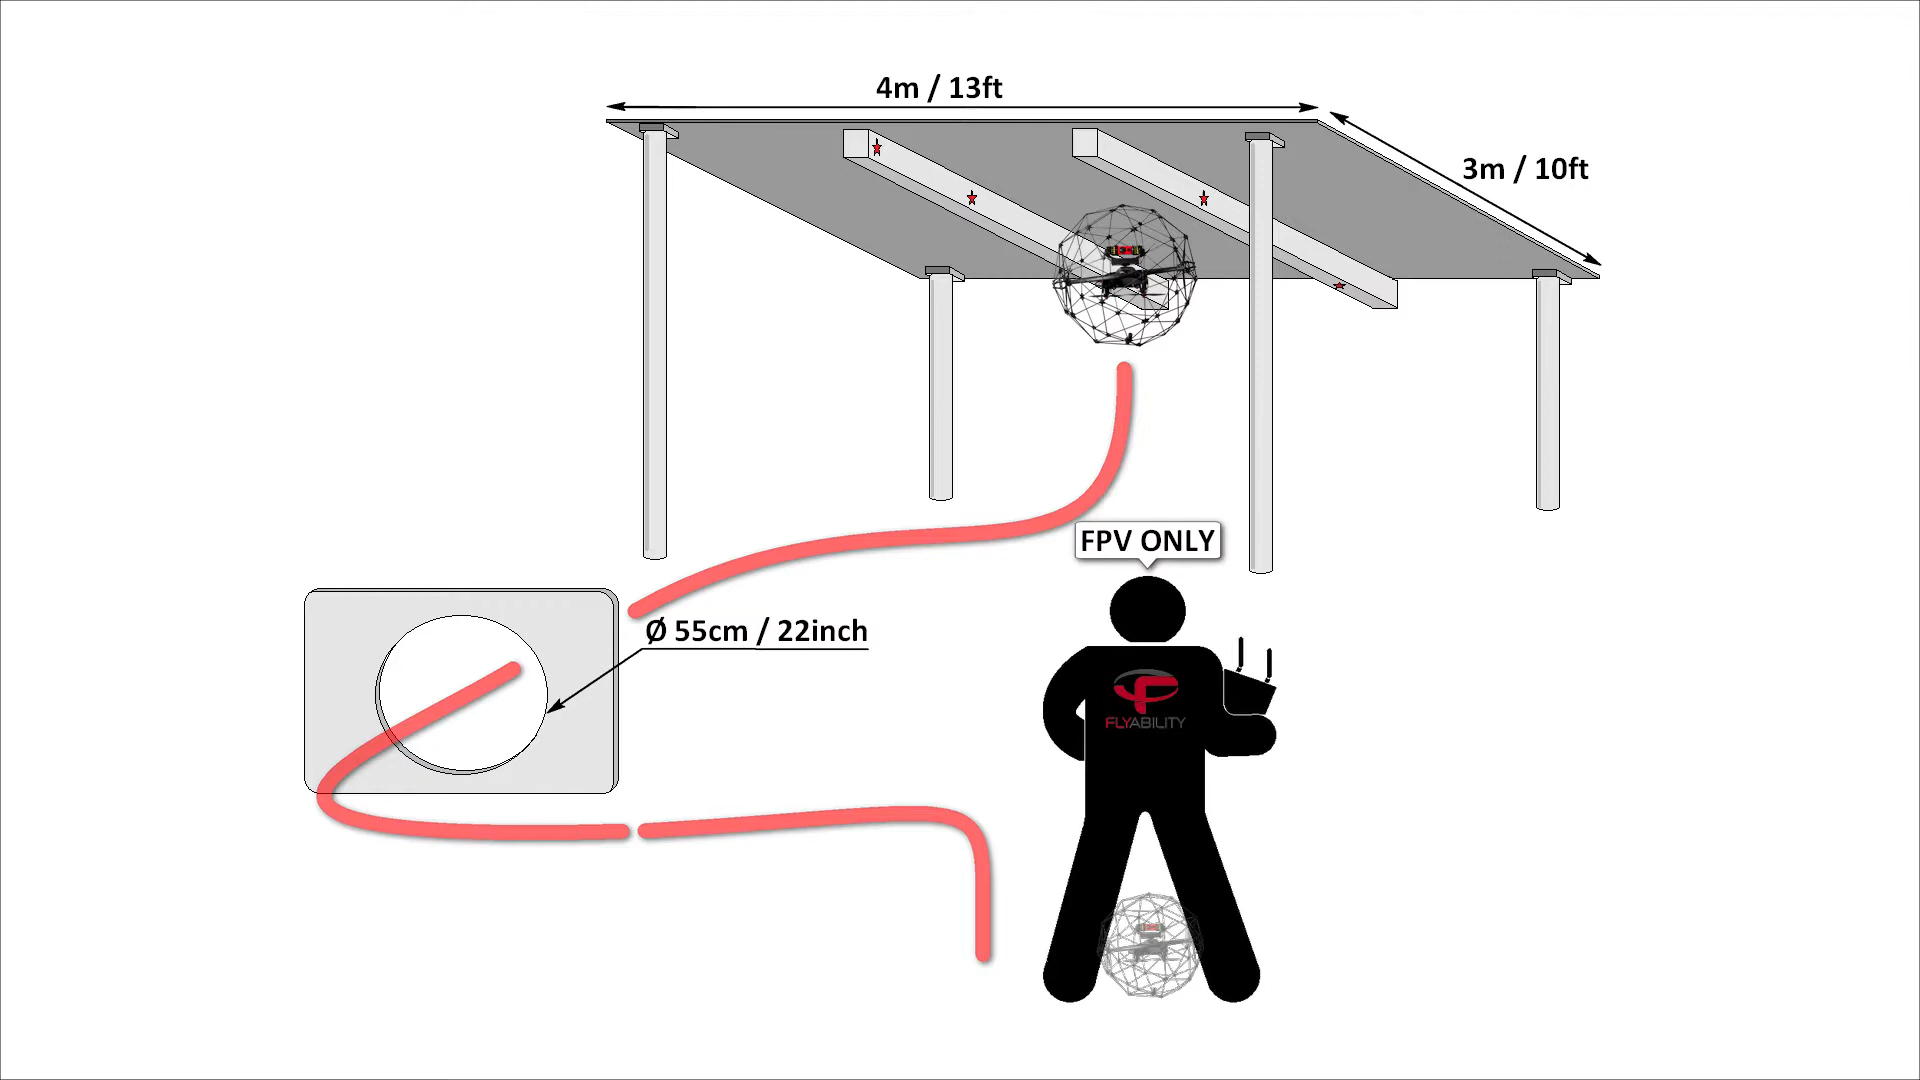 4m / 13ft
3m / 10ft
FPV ONLY
Ø 55cm / 22inch
FLYABILITY